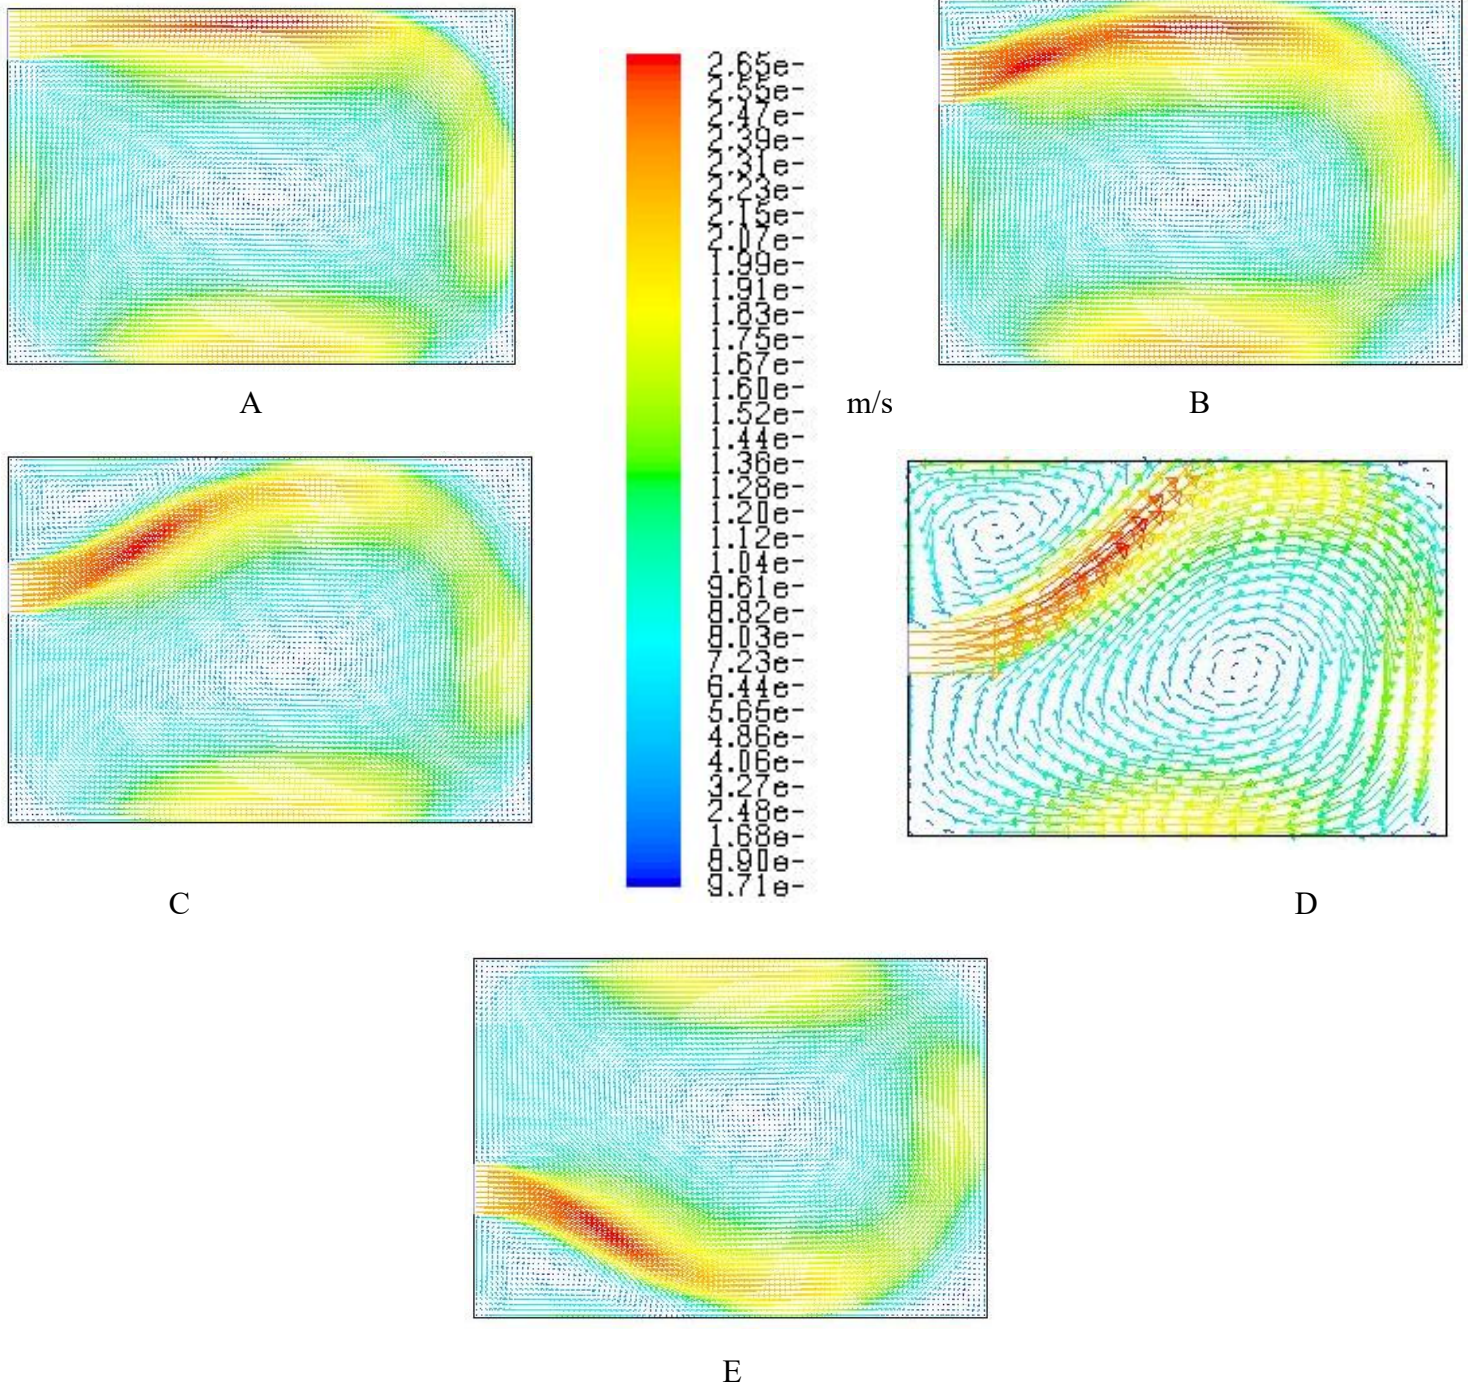 2.65e-
2.55e-
2.47e-
2.39e-
2.31e-
2.23e-
2.15e-
2.07e-
1.99e-
1.91e-
1.83e-
1.75e-
1.67e-
1.60e-
1.52e-
1.44e-
1.36e-
1.28e-
1.20e-
1.12e-
1.04e-
9.61e-
8.82e-
8.03e-
7.23e-
6.44e-
5.65e-
4.86e-
4.06e-
3.27e-
2.48e-
1.68e-
8.90e-
9.71e-
A
m/s
B
C
D
E